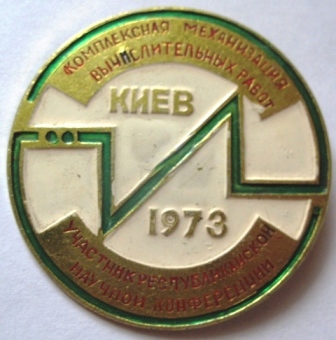 КОМПЛЕКСНАЯ МЕХАНИЗАЦИЯ
ВЫЧИСЛИТЕЛЬНЫХ РАБОТ
КИЕВ
1973
УЧАСТНИК РЕСПУБЛИКАНСКОЙ
НАУЧНОЙ КОНФЕРЕНЦИИ